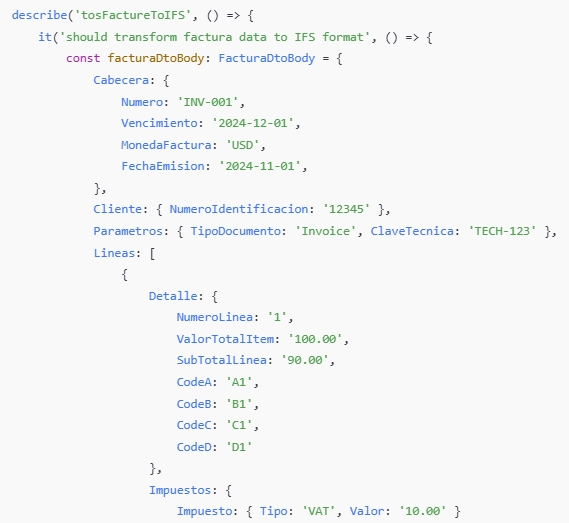 describe('tosFactureToIFS', () => {
it('should transform factura data to IFS format', () => {
const facturaDtoBody: FacturaDtoBody = {
Cabecera: {
Numero: 'INV-001',
Vencimiento: '2024-12-01',
MonedaFactura: 'USD',
FechaEmision: '2024-11-01',
},
Cliente: { NumeroIdentificacion: '12345' },
Parametros: { TipoDocumento: 'Invoice', ClaveTecnica: 'TECH-123' },
Lineas: [
{
Detalle: {
NumeroLinea: '1',
ValorTotalItem: '100.00',
SubTotalLinea: '90.00',
CodeA: 'A1',
CodeB: 'B1',
CodeC: 'C1',
CodeD: 'D1'
},
Impuestos: {
Impuesto: { Tipo: 'VAT', Valor: '10.00' }